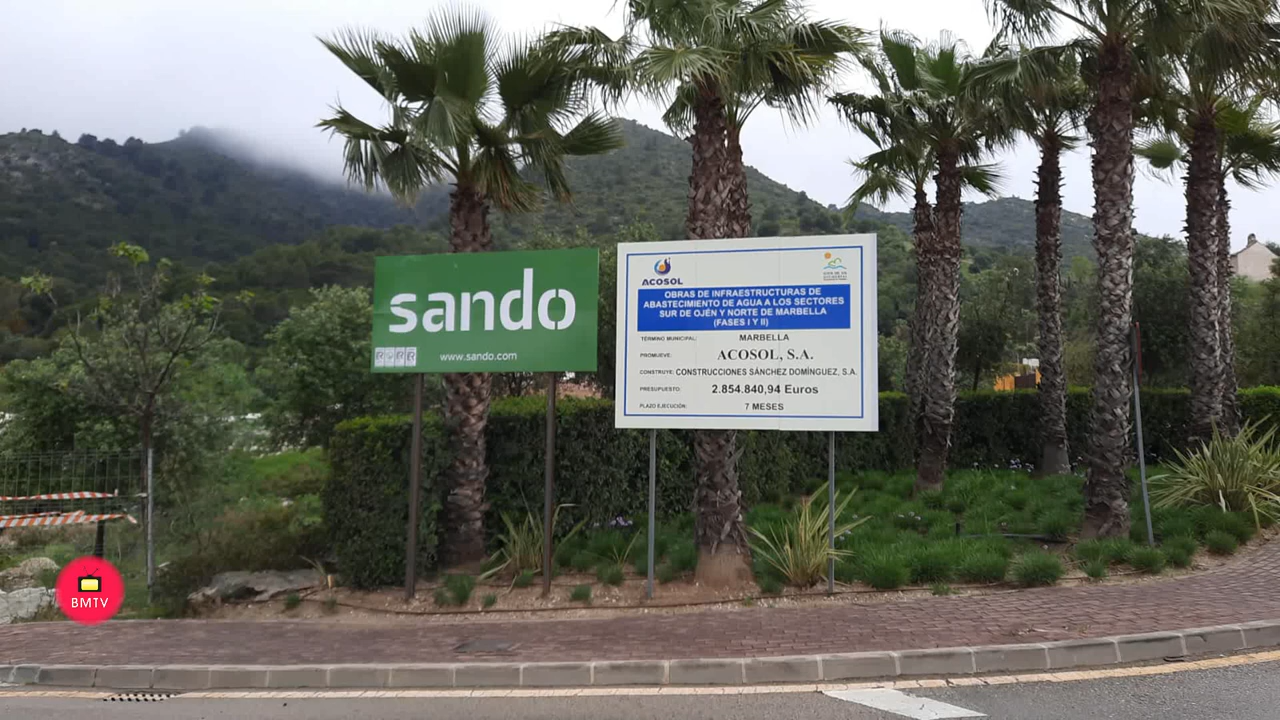 sando
www.sando.com
ACOSOL
OBRAS DE INFRAESTRUCTURAS DE
ABASTECIMIENTO DE AGUA A LOS SECTORES
SUR DE OJÉN Y NORTE DE MARBELLA
(FASES I Y II)
TÉRMINO MUNICIPAL: MARBELLA
PROMUEVE: ACOSOL, S.A.
CONSTRUYE: CONSTRUCCIONES SÁNCHEZ DOMÍNGUEZ, S.A.
PRESUPUESTO: 2.854.840,94 Euros
PLAZO EJECUCIÓN: 7 MESES
BMTV